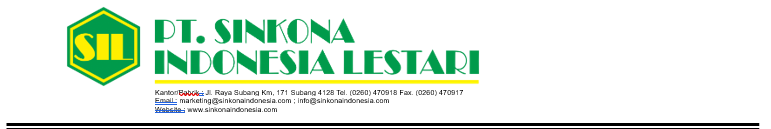 SIL
PT. SINKONA
INDONESIA LESTARI
Kantor/Pabrik : Jl. Raya Subang Km, 171 Subang 4128 Tel. (0260) 470918 Fax. (0260) 470917
Email : marketing@sinkonaindonesia.com ; info@sinkonaindonesia.com
Website : www.sinkonaindonesia.com